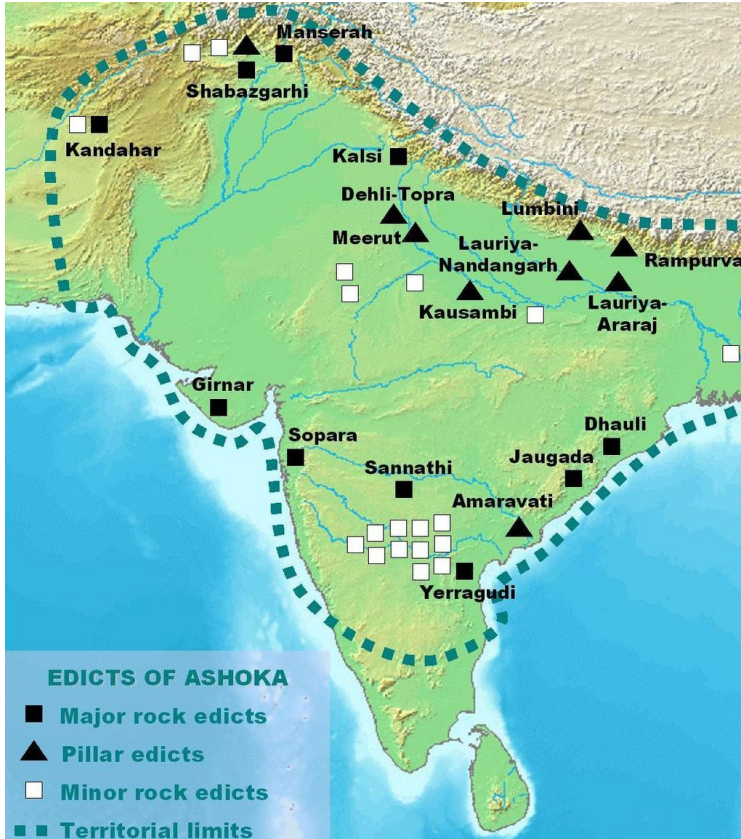 Manserah
Shabazgarhi
Kandahar
Kalsi
Dehli-Topra
Lumbini
Meerut
Lauriya-
Nandangarh
Rampurva
Kausambi
Lauriya-
Araraj
Girnar
Dhauli
Sopara
Jaugada
Sannathi
Amaravati
Yerragudi
EDICTS OF ASHOKA
Major rock edicts
Pillar edicts
Minor rock edicts
Territorial limits